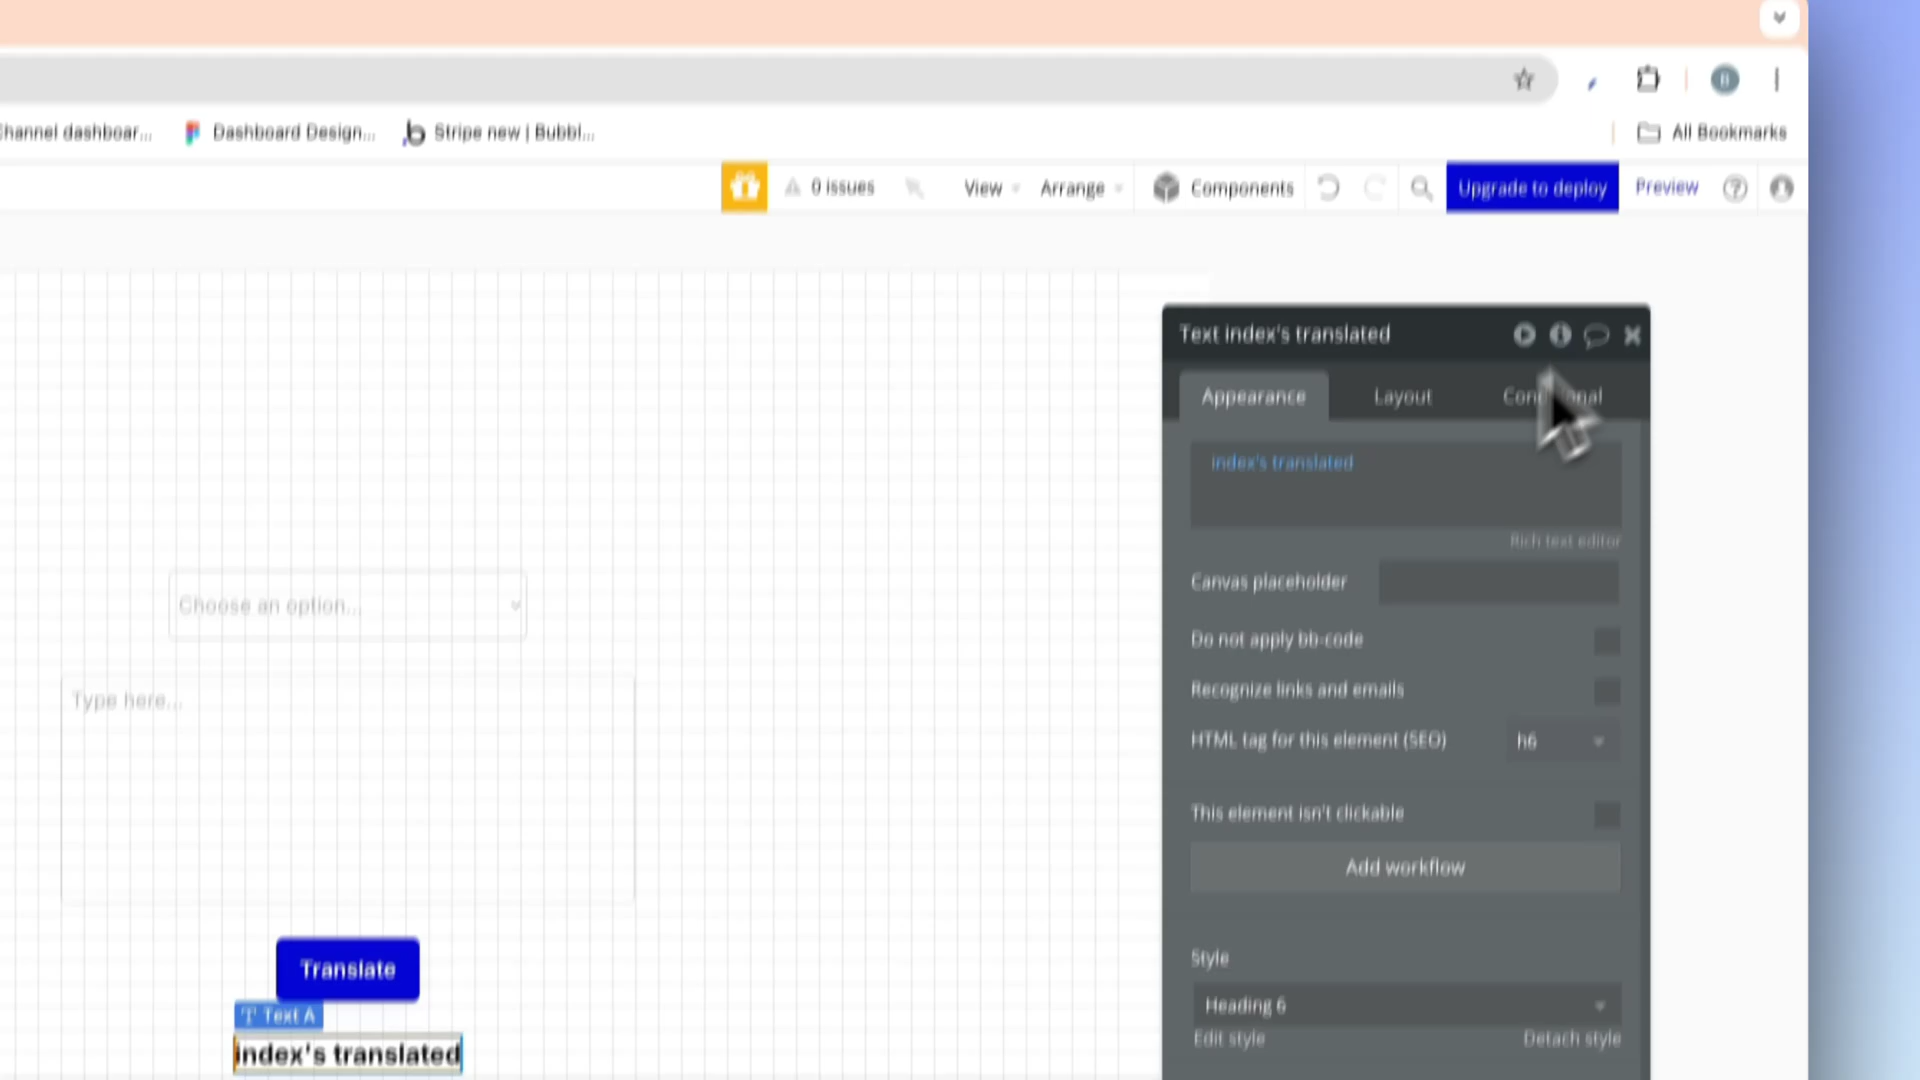 Channel dashboar...
Dashboard Design...
Stripe new | Bubbl...
All Bookmarks
0 issues
View
Arrange
Components
Upgrade to deploy
Preview
Text index's translated
Appearance
Layout
index's translated
Rich text editor
Canvas placeholder
Choose an option...
Do not apply bb-code
Recognize links and emails
Type here...
HTML tag for this element (SEO)
h6
This element isn't clickable
Add workflow
Style
Translate
Heading 6
Text A
Edit style
Detach style
index's translated